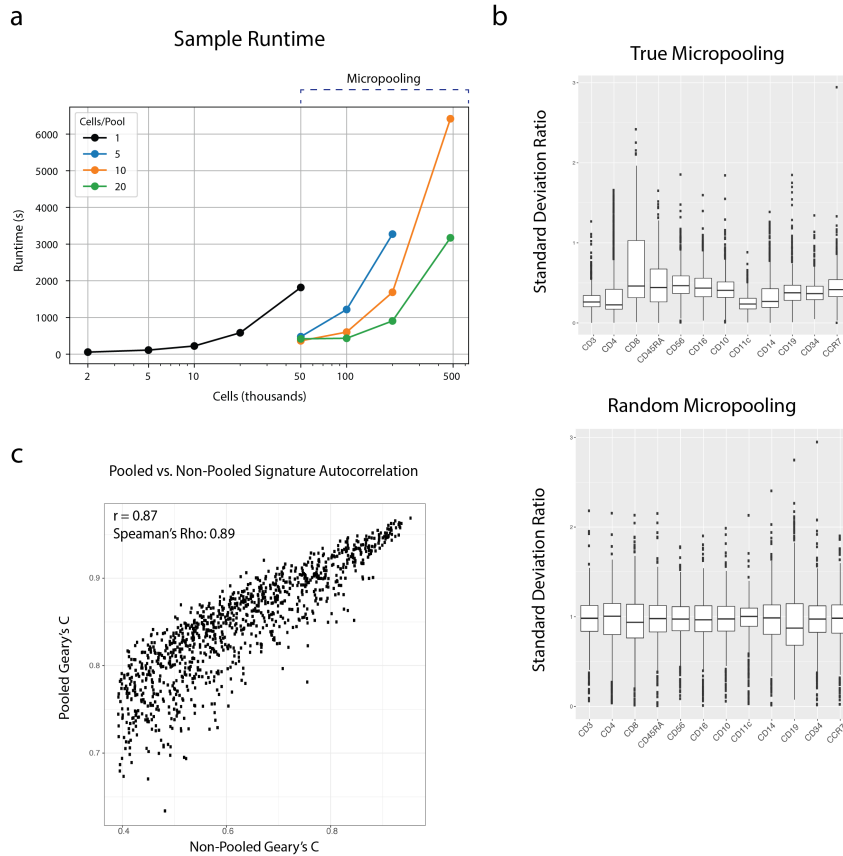 a
Sample Runtime
Micropooling
Cells/Pool
1
5
10
20
6000
5000
4000
3000
2000
1000
0
Runtime (s)
2
5
10
50
100
500
Cells (thousands)
b
True Micropooling
Standard Deviation Ratio
3
2
1
0
CD3
CD4
CD8
CD45RA
CD56
CD16
CD10
CD11c
CD14
CD19
CD34
CCR7
Random Micropooling
Standard Deviation Ratio
3
2
1
0
CD3
CD4
CD8
CD45RA
CD56
CD16
CD10
CD11c
CD14
CD19
CD34
CCR7
c
Pooled vs. Non-Pooled Signature Autocorrelation
r = 0.87
Speaman's Rho: 0.89
Pooled Geary's C
0.9
0.8
0.7
0.4
0.6
0.8
Non-Pooled Geary's C